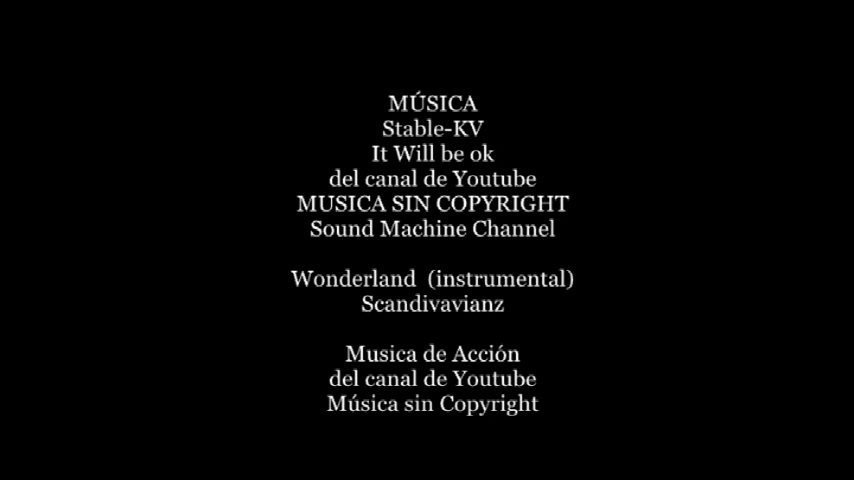 MÚSICA
Stable-KV
It Will be ok
del canal de Youtube
MUSICA SIN COPYRIGHT
Sound Machine Channel
Wonderland (instrumental)
Scandivavianz
Musica de Acción
del canal de Youtube
Música sin Copyright